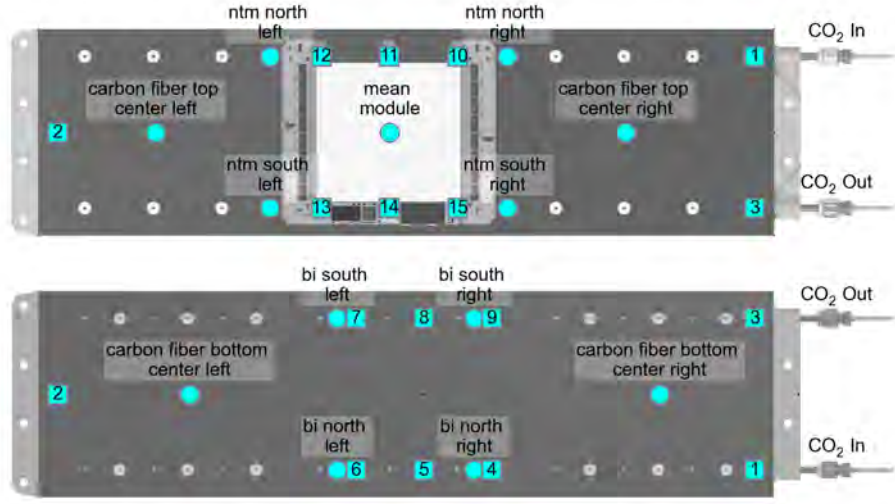 ntm north
left
ntm north
right
CO2 In
12
11
10
1
carbon fiber top
center left
mean
module
carbon fiber top
center right
2
ntm south
left
ntm south
right
CO2 Out
13
14
15
3
bi south
left
bi south
right
CO2 Out
7
8
9
3
carbon fiber bottom
center left
carbon fiber bottom
center right
2
bi north
left
bi north
right
CO2 In
6
5
4
1